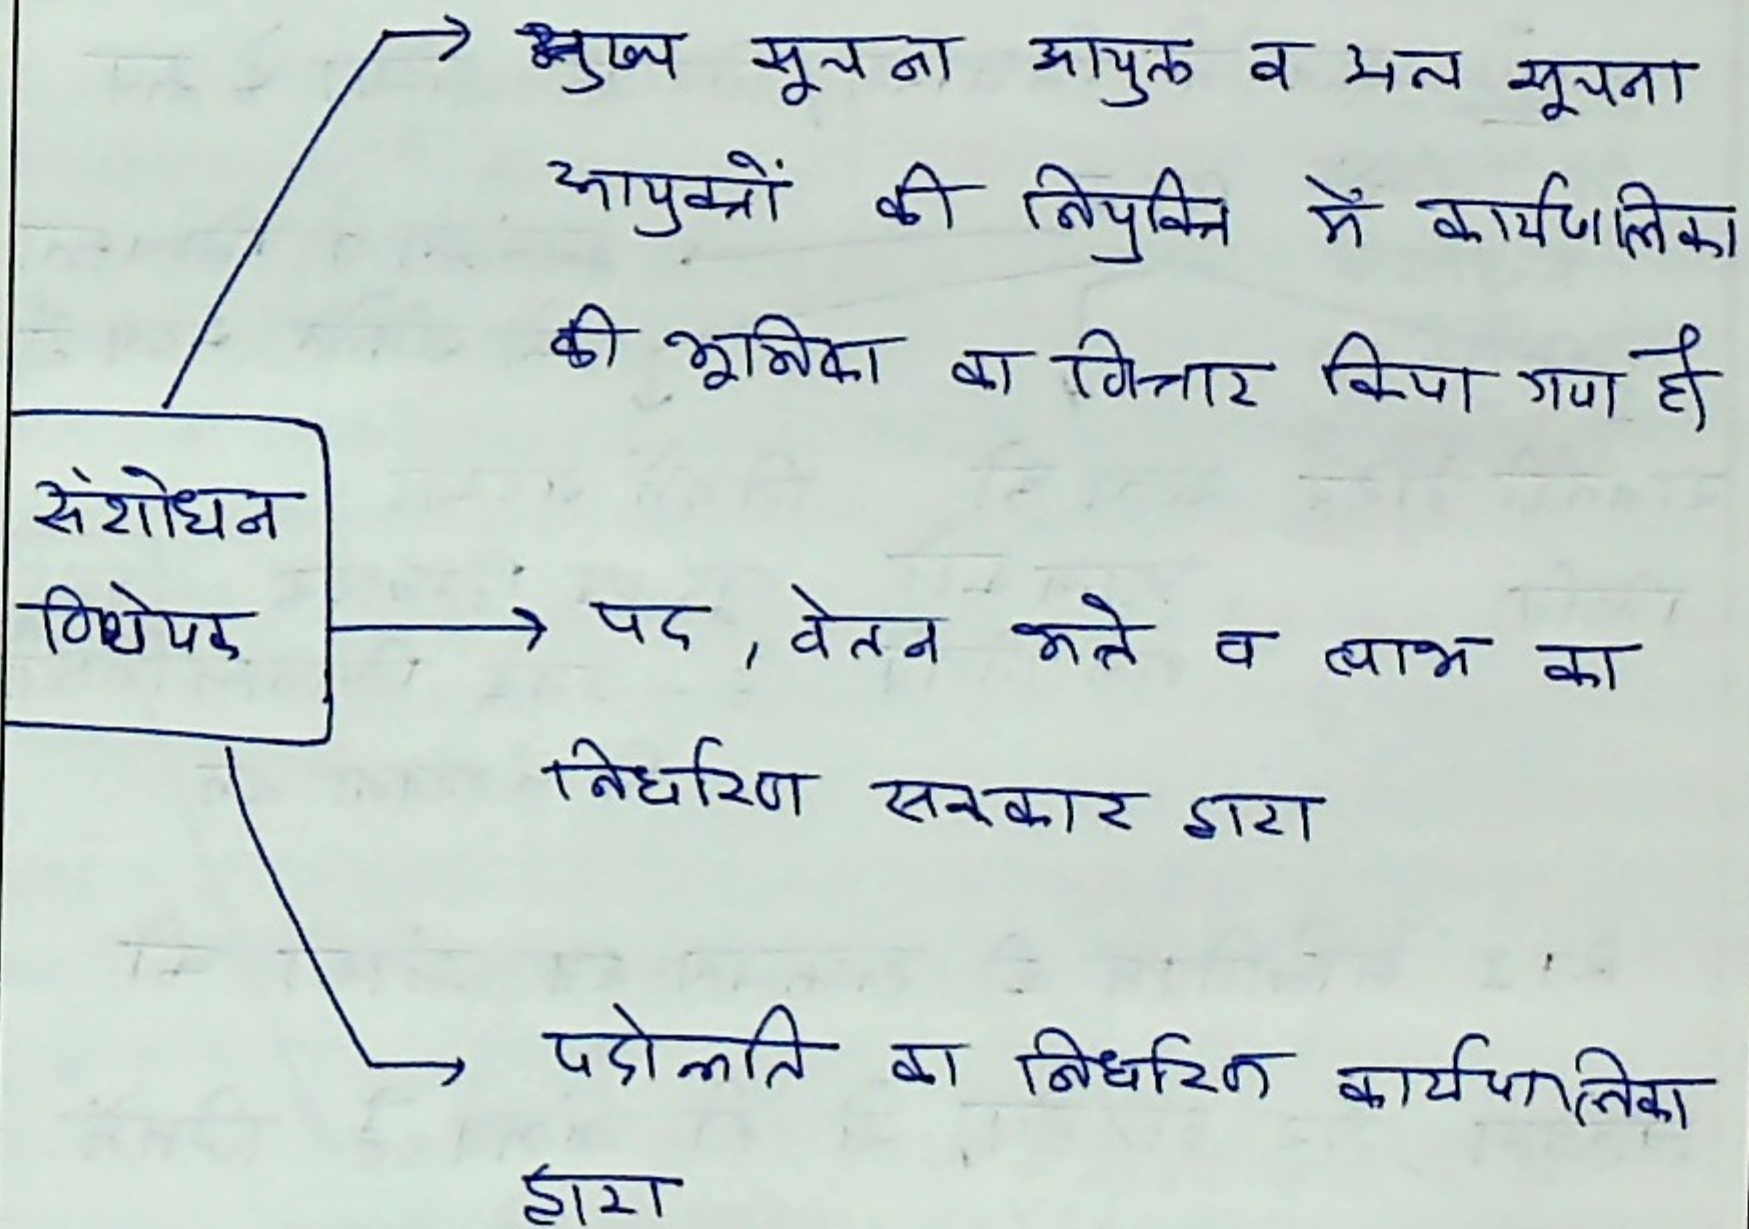 मुख्य सूचना आयुक्त व अन्य सूचना
आयुक्तों की नियुक्ति में कार्यपालिका
की भूमिका का विस्तार किया गया है।
संशोधन
विधेयक
पद, वेतन भत्ते व लाभ का
निर्धारण सरकार द्वारा
पदोन्नति का निर्धारण कार्यपालिका
द्वारा